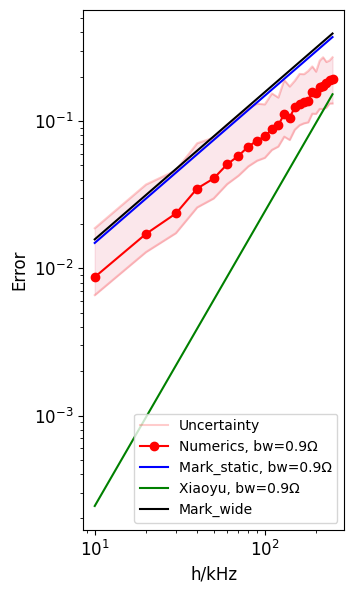 Error
10⁻¹
10⁻²
10⁻³
Uncertainty
Numerics, bw=0.9Ω
Mark_static, bw=0.9Ω
Xiaoyu, bw=0.9Ω
Mark_wide
10¹
10²
h/kHz